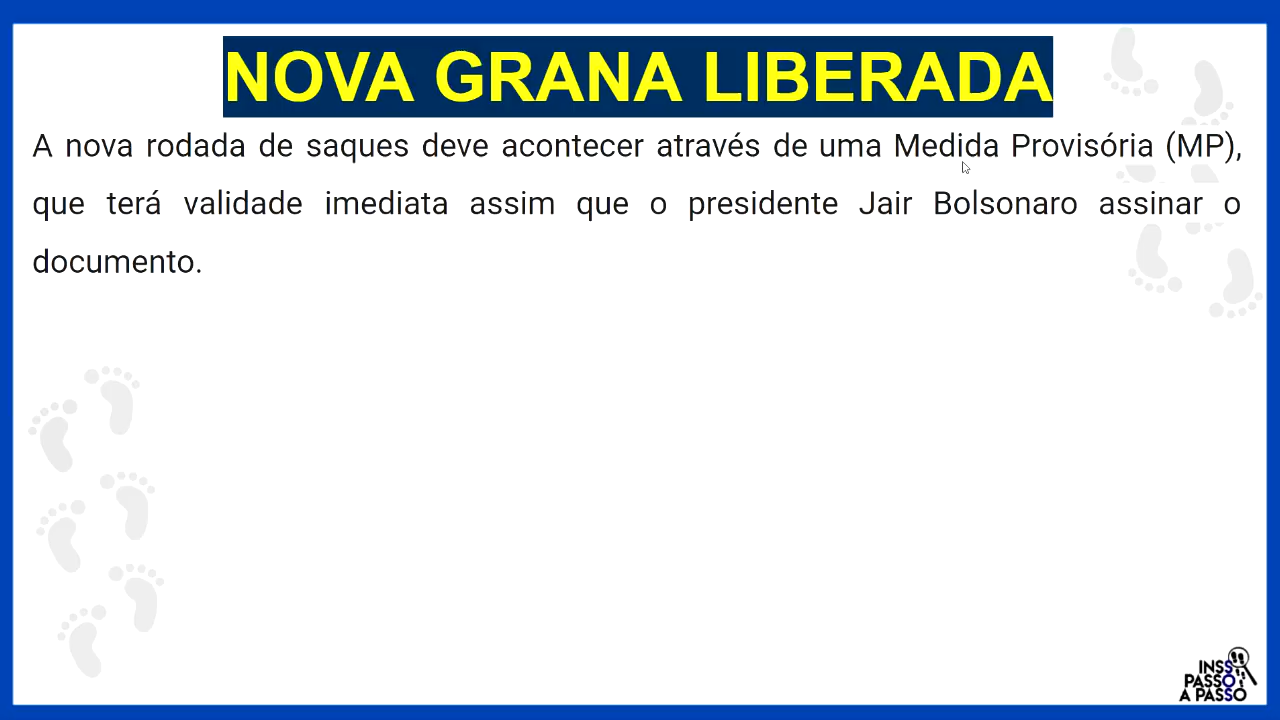 NOVA GRANA LIBERADA
A nova rodada de saques deve acontecer através de uma Medida Provisória (MP),
que terá validade imediata assim que o presidente Jair Bolsonaro assinar o
documento.
INSS
PASSO
A PASSO